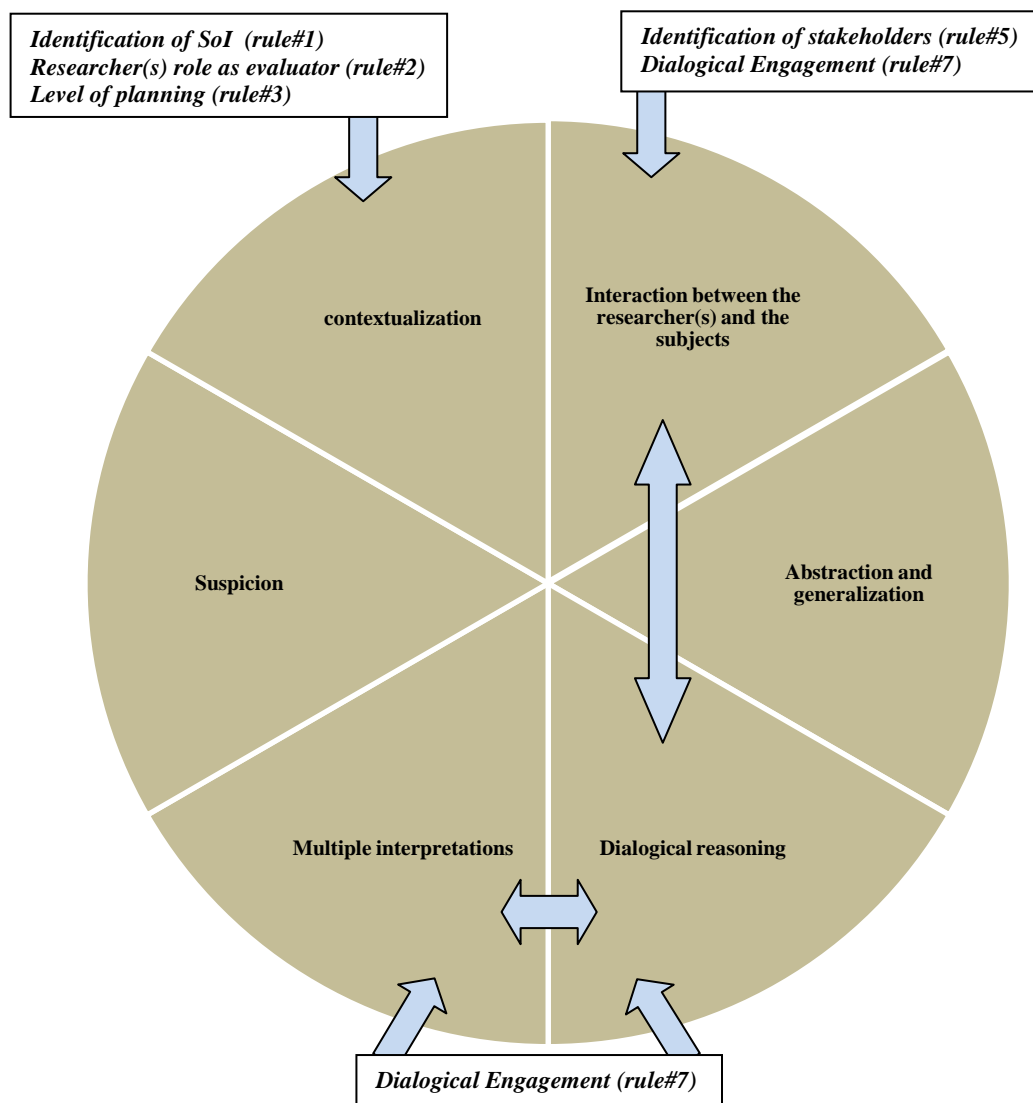 Identification of SoI (rule#1)
Researcher(s) role as evaluator (rule#2)
Level of planning (rule#3)
Identification of stakeholders (rule#5)
Dialogical Engagement (rule#7)
contextualization
Interaction between the
researcher(s) and the
subjects
Suspicion
Abstraction and
generalization
Multiple interpretations
Dialogical reasoning
Dialogical Engagement (rule#7)